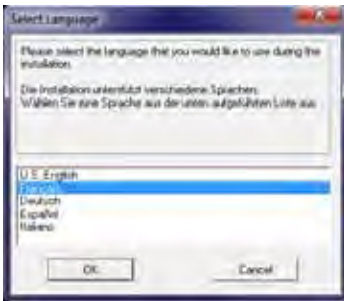 Select Language
Please select the language that you would like to use during the
installation.
Die Installation unterstützt verschiedene Sprachen.
Wählen Sie eine Sprache aus der unten aufgeführten Liste aus.
U.S. English
Français
Deutsch
Español
Italiano
OK
Cancel